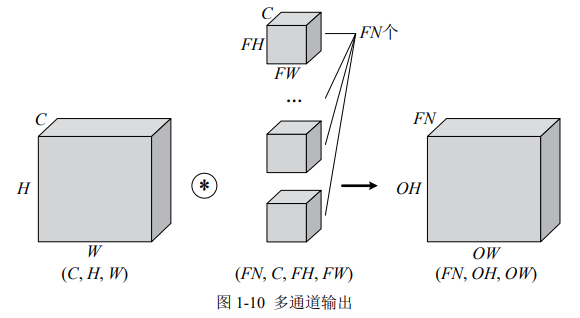 C
FH
FW
FN个
...
C
H
W
(C, H, W)
*
(FN, C, FH, FW)
FN
OH
OW
(FN, OH, OW)
图 1-10 多通道输出